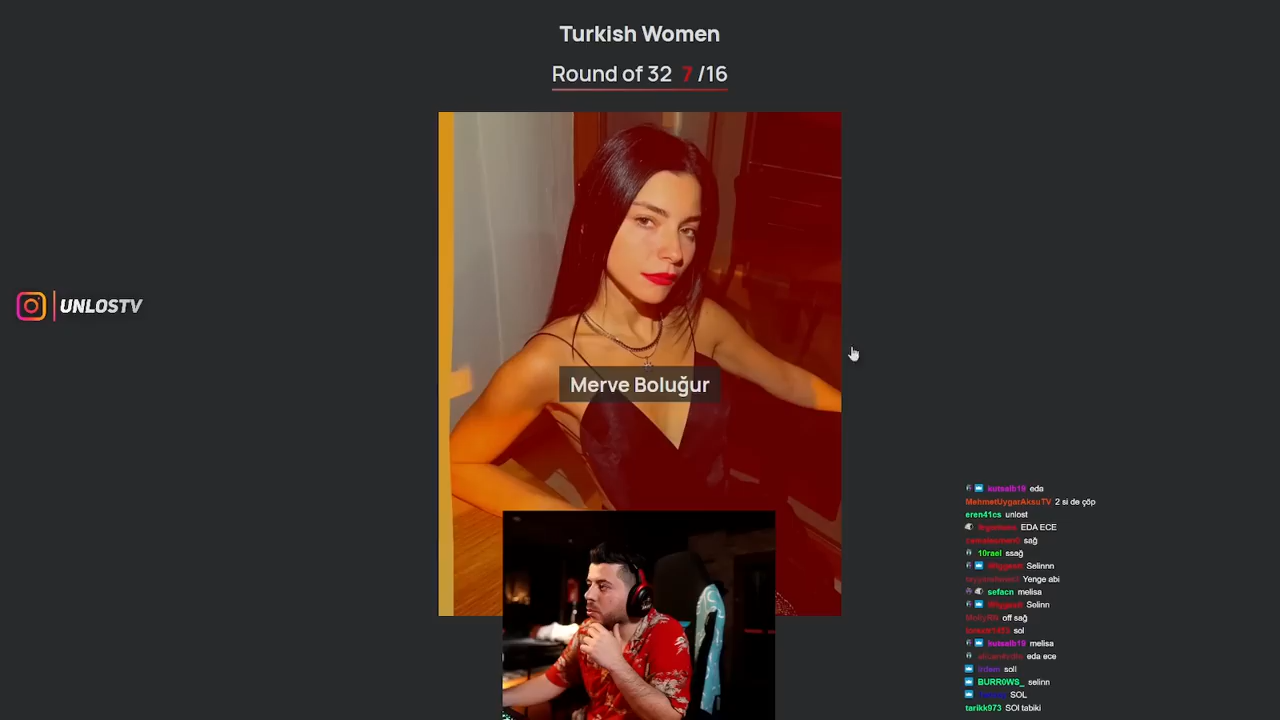 Turkish Women
Round of 32 7 /16
UNLOSTV
Merve Boluğur
kutsalb19 eda
MehmetUygarAksuTV 2 si de çöp
eren41cs unlost
EDA ECE
sağ
10rael ssağ
Selinnn
Yenge abi
sefacn melisa
Selinn
off sağ
sol
kutsalb19 melisa
eda ece
soll
BURR0WS_ selinn
SOL
tarikk973 SOl tabiki